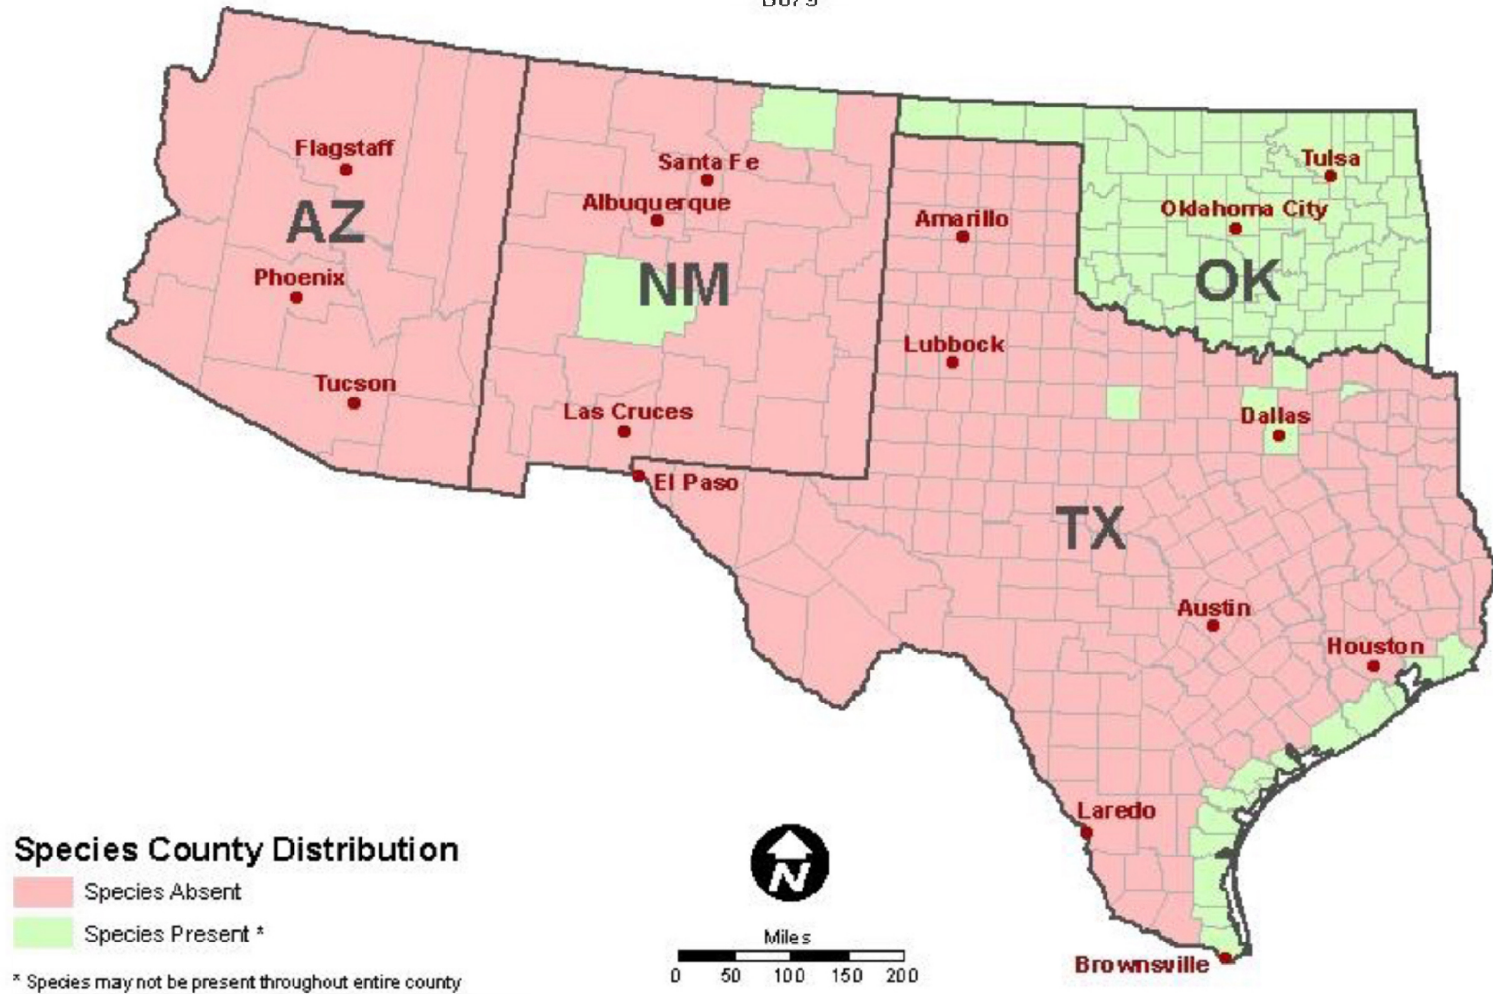 Flagstaff
Santa Fe
Tulsa
Albuquerque
Amarillo
Oklahoma City
AZ
Phoenix
NM
OK
Lubbock
Tucson
Las Cruces
Dallas
El Paso
TX
Austin
Houston
Laredo
Species County Distribution
Species Absent
Species Present *
* Species may not be present throughout entire county
N
Miles
0 50 100 150 200
Brownsville